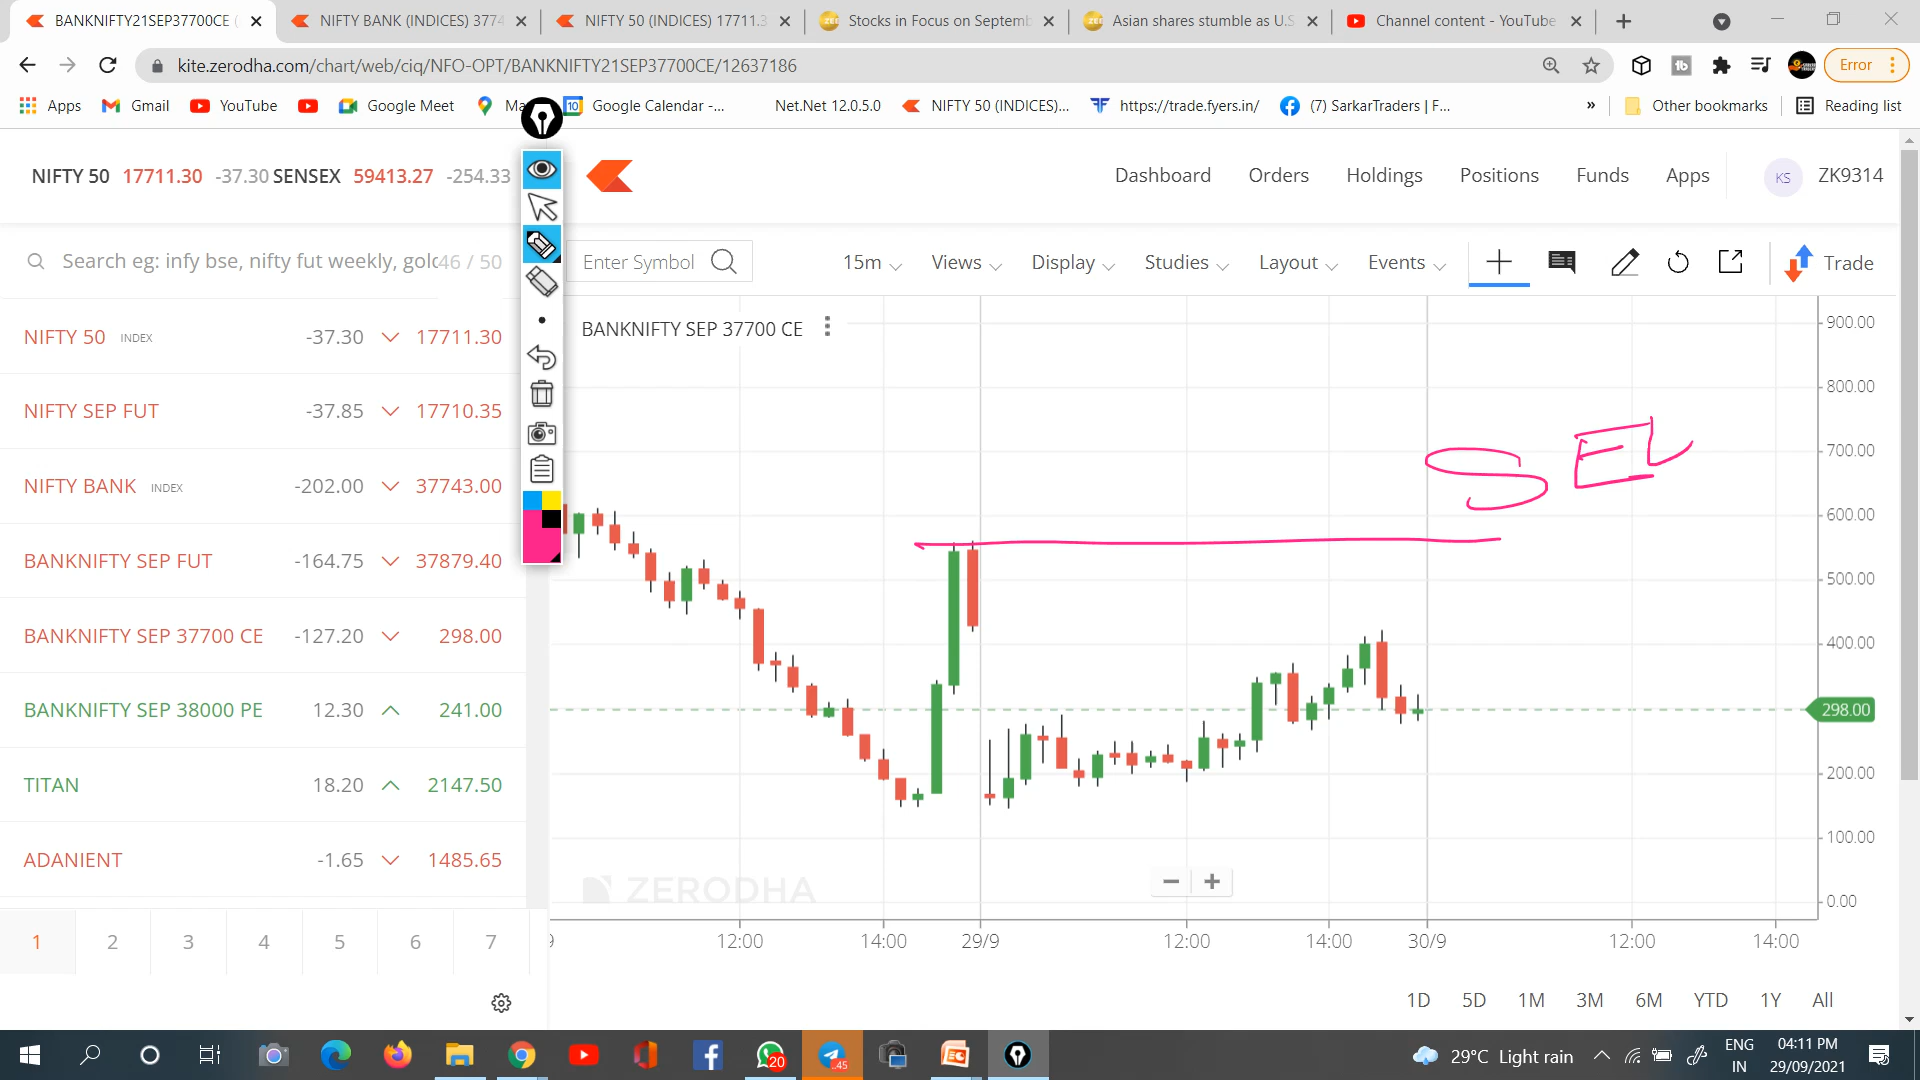 BANKNIFTY21SEP37700CE (
NIFTY BANK (INDICES) 3774
NIFTY 50 (INDICES) 17711.3
Stocks in Focus on Septemb
Asian shares stumble as U.S
Channel content - YouTube
kite.zerodha.com/chart/web/ciq/NFO-OPT/BANKNIFTY21SEP37700CE/12637186
Error
Apps
Gmail
YouTube
Google Meet
Ma
10
Google Calendar -...
Net.Net 12.0.5.0
NIFTY 50 (INDICES)...
https://trade.fyers.in/
(7) SarkarTraders | F...
»
Other bookmarks
Reading list
NIFTY 50 17711.30 -37.30 SENSEX 59413.27 -254.33
Dashboard Orders Holdings Positions Funds Apps
KS ZK9314
Search eg: infy bse, nifty fut weekly, gold 46 / 50
Enter Symbol
15m Views Display Studies Layout Events
Trade
NIFTY 50 INDEX -37.30 17711.30
NIFTY SEP FUT -37.85 17710.35
NIFTY BANK INDEX -202.00 37743.00
BANKNIFTY SEP FUT -164.75 37879.40
BANKNIFTY SEP 37700 CE -127.20 298.00
BANKNIFTY SEP 38000 PE 12.30 241.00
TITAN 18.20 2147.50
ADANIENT -1.65 1485.65
1 2 3 4 5 6 7
BANKNIFTY SEP 37700 CE
SEL
900.00
800.00
700.00
600.00
500.00
400.00
298.00
200.00
100.00
0.00
ZERODHA
9 12:00 14:00 29/9 12:00 14:00 30/9 12:00 14:00
1D 5D 1M 3M 6M YTD 1Y All
20
45
29°C Light rain
ENG
IN
04:11 PM
29/09/2021